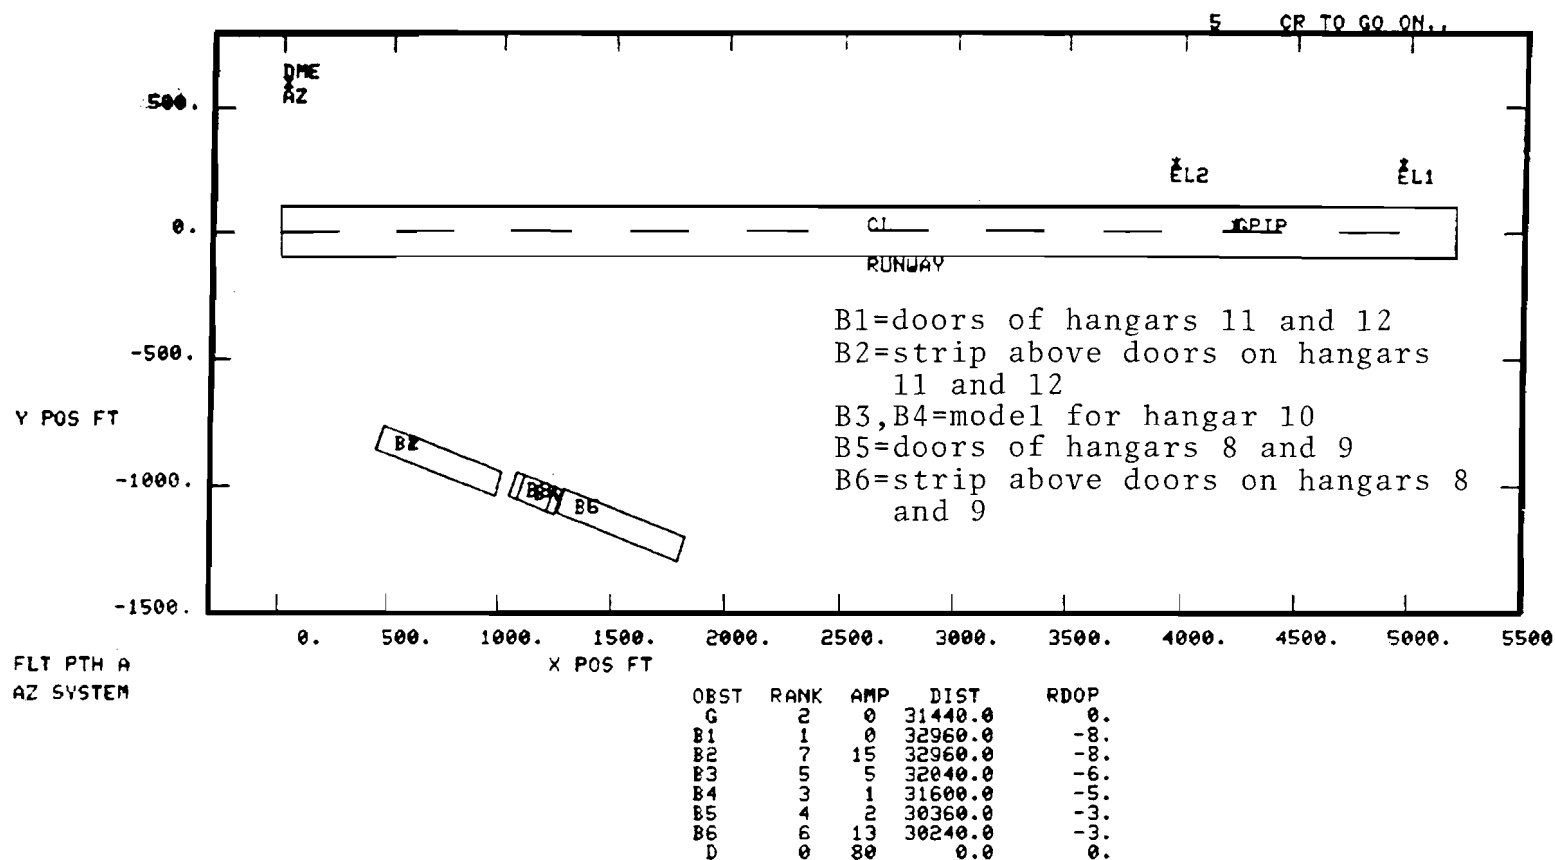 5 CR TO GO ON..
DME
AZ
500.
EL2
EL1
0.
CL
GPIP
RUNWAY
B1=doors of hangars 11 and 12
-500.
B2=strip above doors on hangars
11 and 12
Y POS FT
B3,B4=model for hangar 10
B5=doors of hangars 8 and 9
-1000.
B6
B6=strip above doors on hangars 8
and 9
-1500.
0. 500. 1000. 1500. 2000. 2500. 3000. 3500. 4000. 4500. 5000. 5500
FLT PTH A
X POS FT
AZ SYSTEM
OBST RANK AMP DIST RDOP
G 2 0 31440.0 0.
B1 1 0 32960.0 -8.
B2 7 15 32960.0 -8.
B3 5 5 32040.0 -6.
B4 3 1 31600.0 -5.
B5 4 2 30360.0 -3.
B6 6 13 30240.0 -3.
D 0 80 0.0 0.